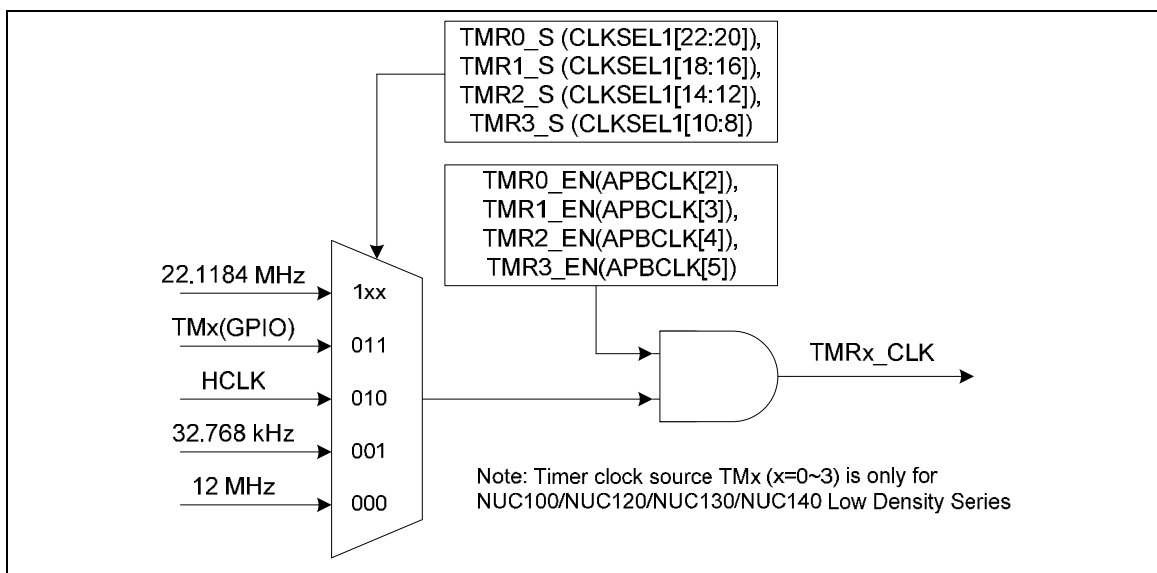 TMR0_S (CLKSEL1[22:20]),
TMR1_S (CLKSEL1[18:16]),
TMR2_S (CLKSEL1[14:12]),
TMR3_S (CLKSEL1[10:8])
TMR0_EN(APBCLK[2]),
TMR1_EN(APBCLK[3]),
TMR2_EN(APBCLK[4]),
TMR3_EN(APBCLK[5])
22.1184 MHz
1xx
TMx(GPIO)
011
HCLK
010
32.768 kHz
001
12 MHz
000
TMRx_CLK
Note: Timer clock source TMx (x=0~3) is only for
NUC100/NUC120/NUC130/NUC140 Low Density Series